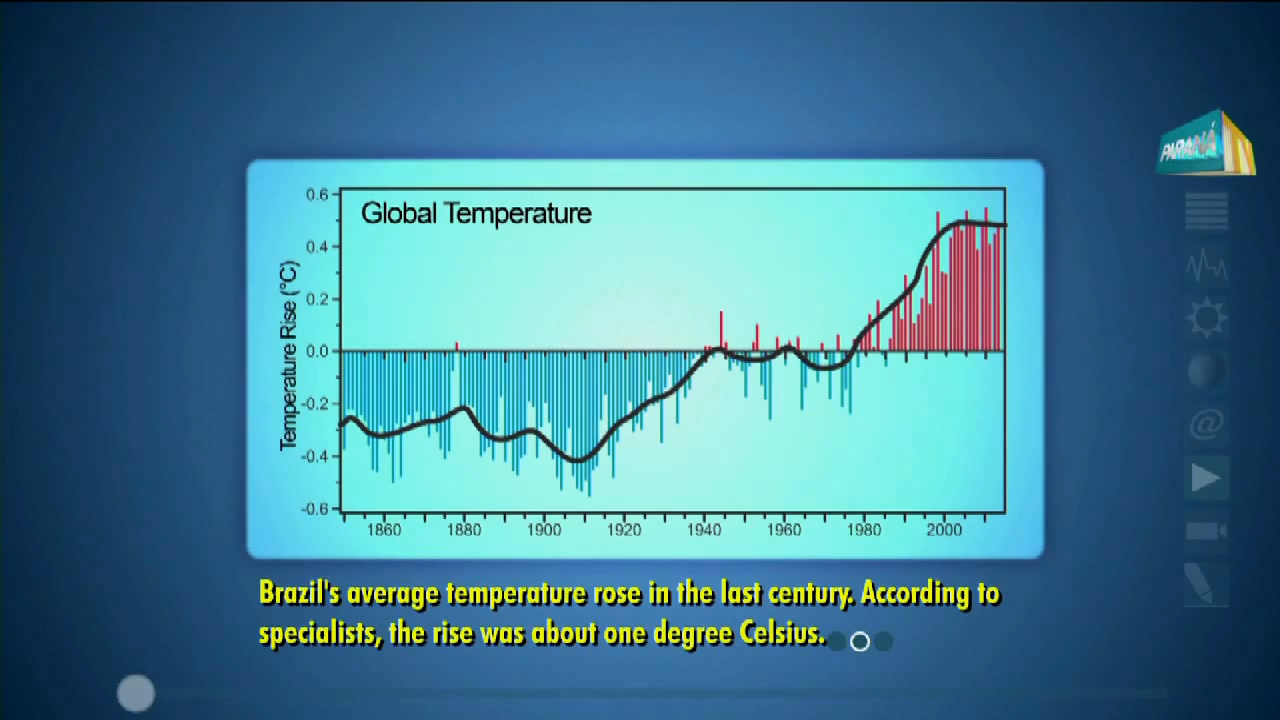 PARANÁ TV
0.6
Global Temperature
0.4
0.2
0.0
-0.2
-0.4
-0.6
Temperature Rise (°C)
1860 1880 1900 1920 1940 1960 1980 2000
@
Brazil's average temperature rose in the last century. According to
specialists, the rise was about one degree Celsius.